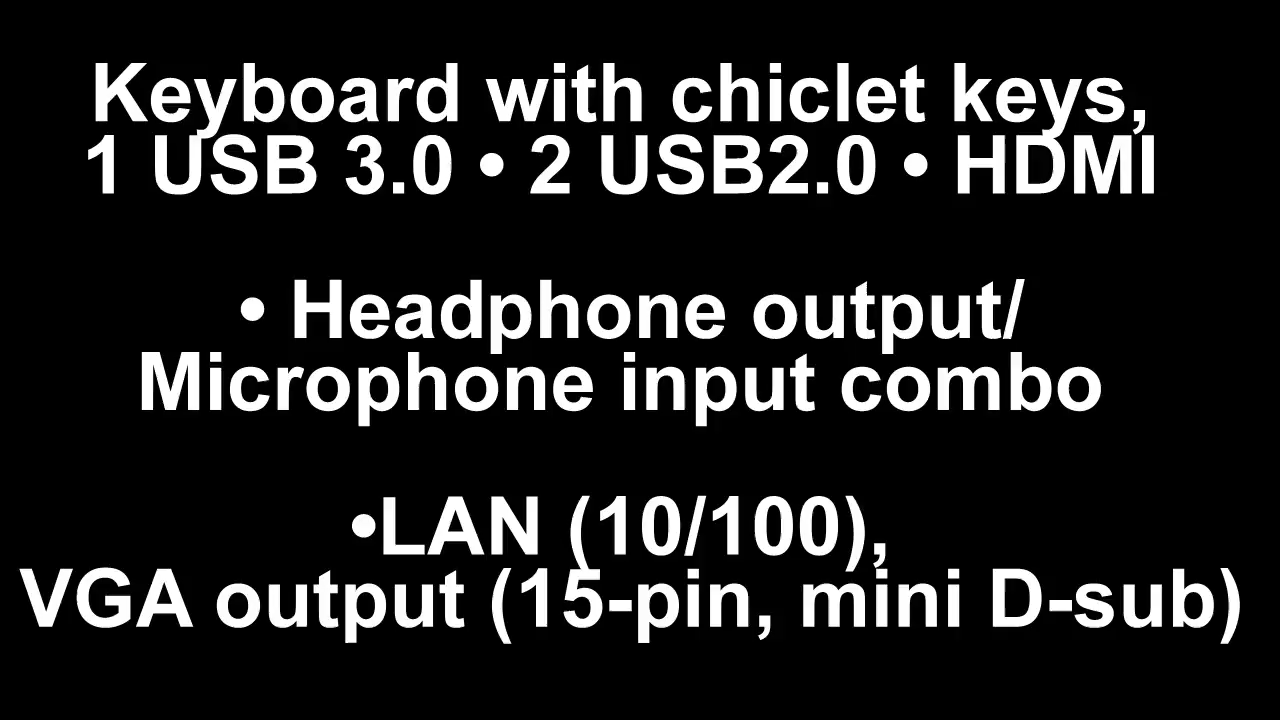 Keyboard with chiclet keys,
1 USB 3.0 • 2 USB2.0 • HDMI
• Headphone output/
Microphone input combo
•LAN (10/100),
VGA output (15-pin, mini D-sub)